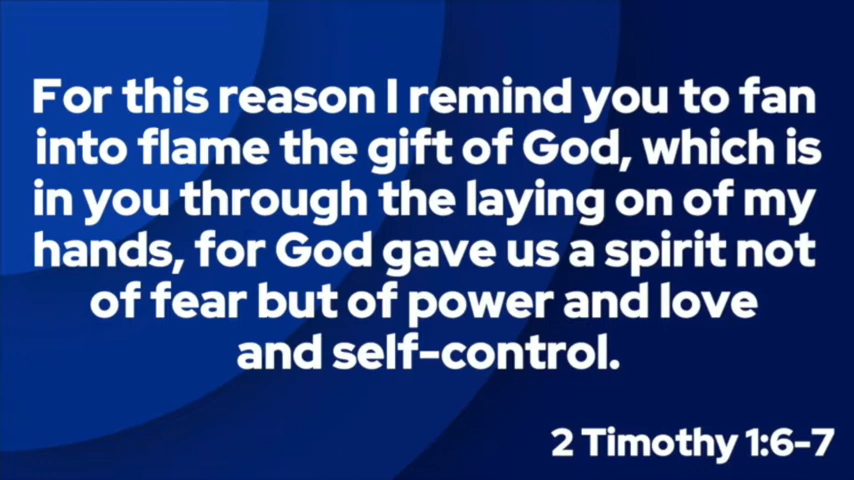 For this reason I remind you to fan
into flame the gift of God, which is
in you through the laying on of my
hands, for God gave us a spirit not
of fear but of power and love
and self-control.
2 Timothy 1:6-7